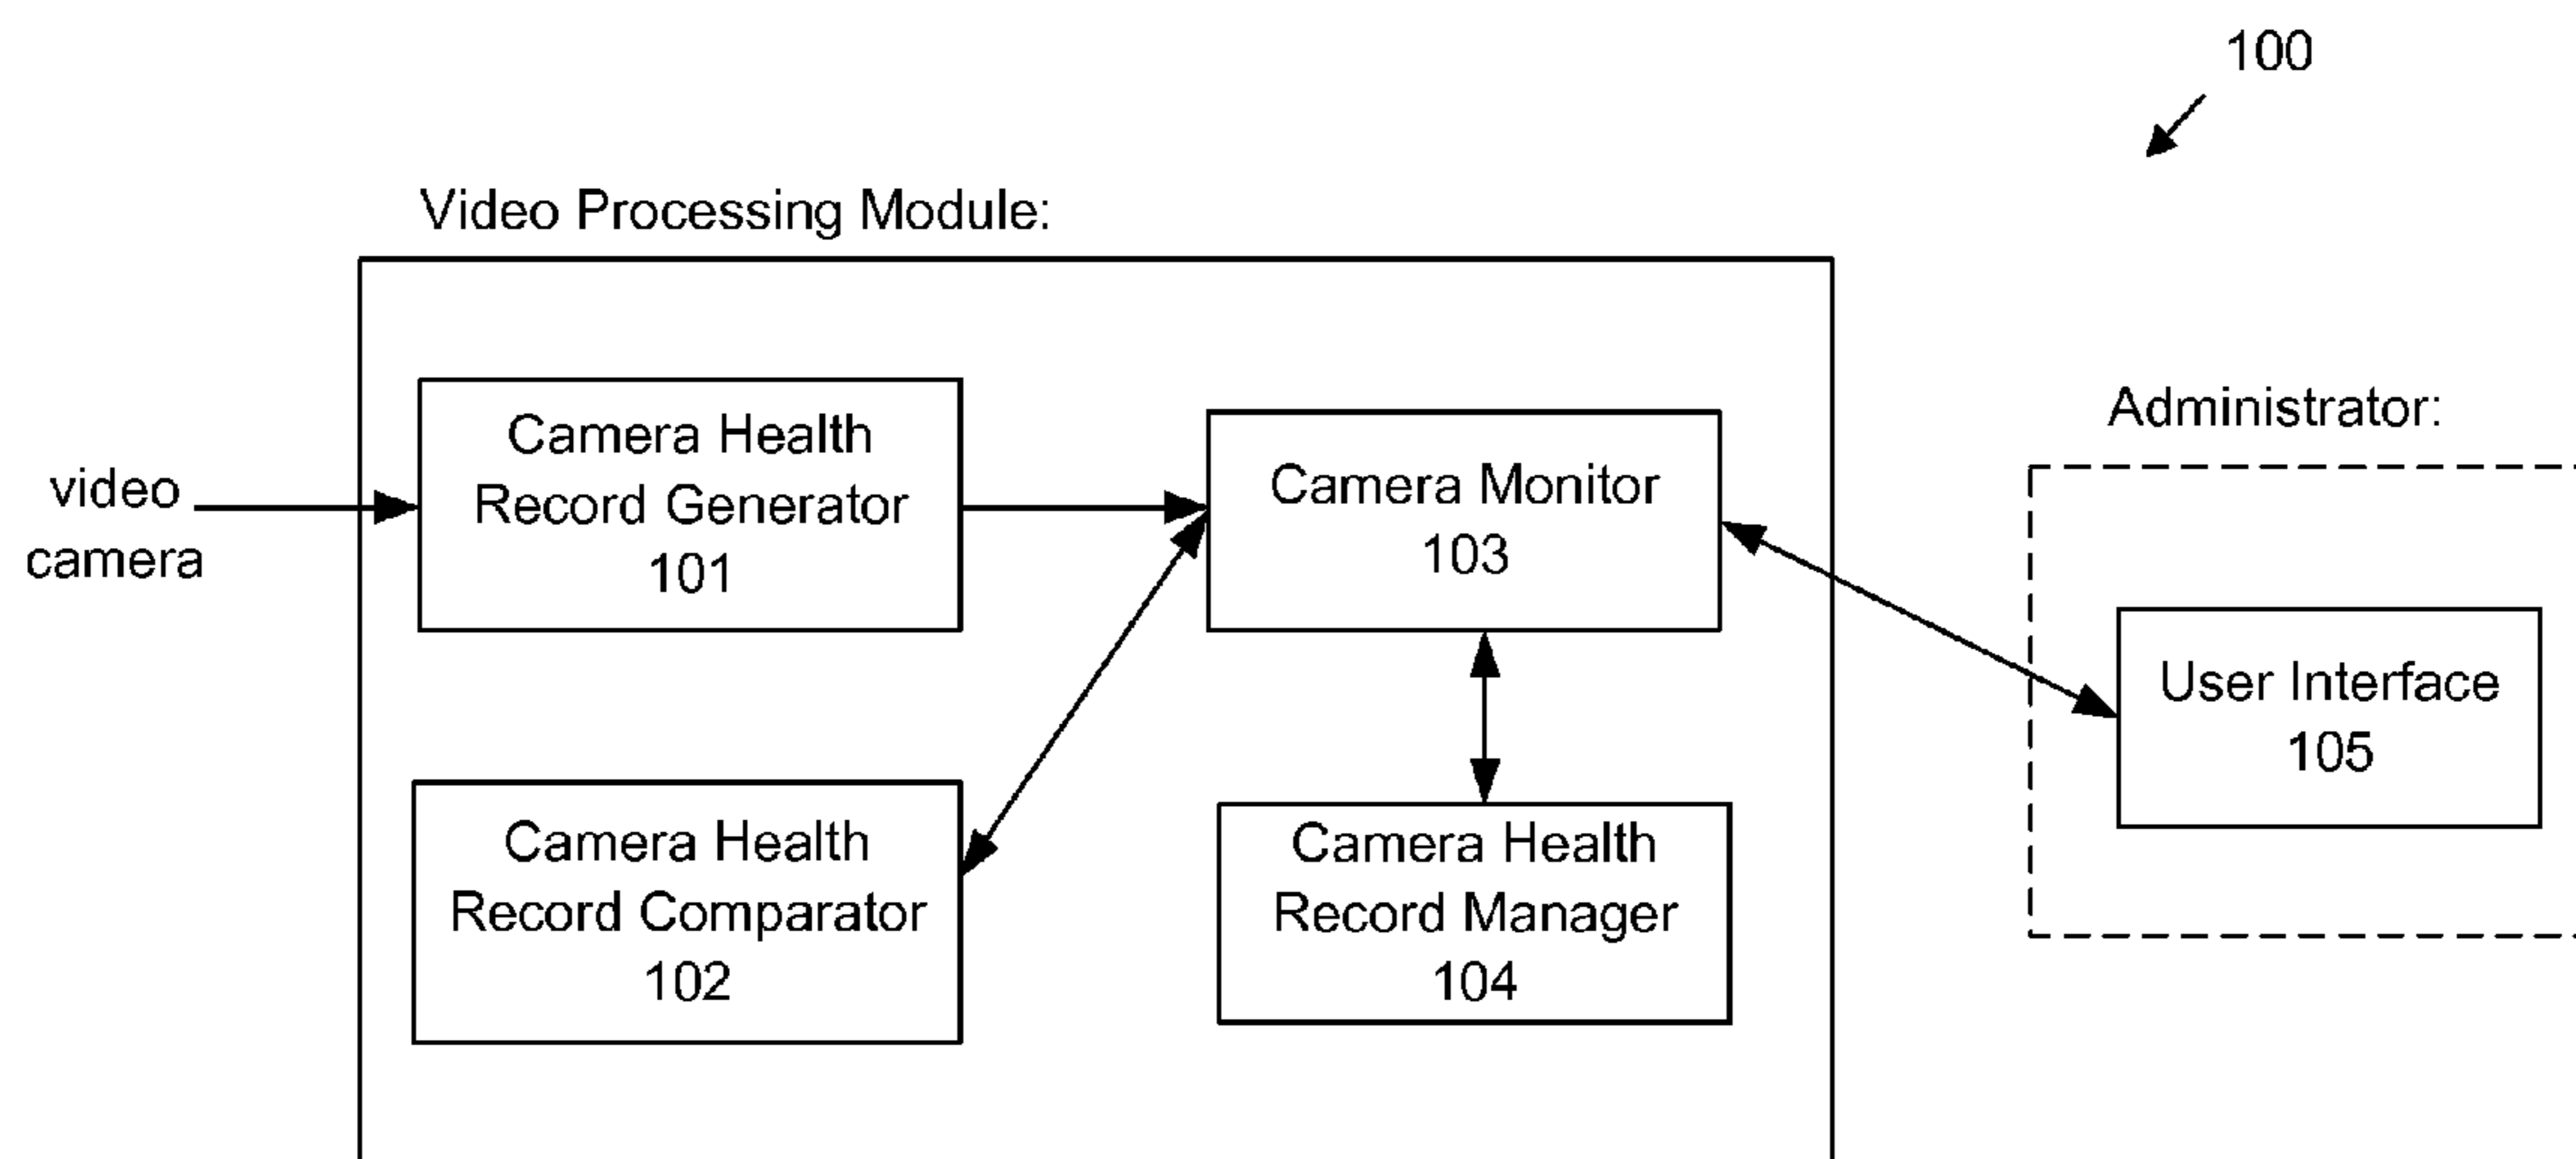 100
Video Processing Module:
video
camera
Camera Health
Record Generator
101
Camera Monitor
103
Administrator:
User Interface
105
Camera Health
Record Comparator
102
Camera Health
Record Manager
104